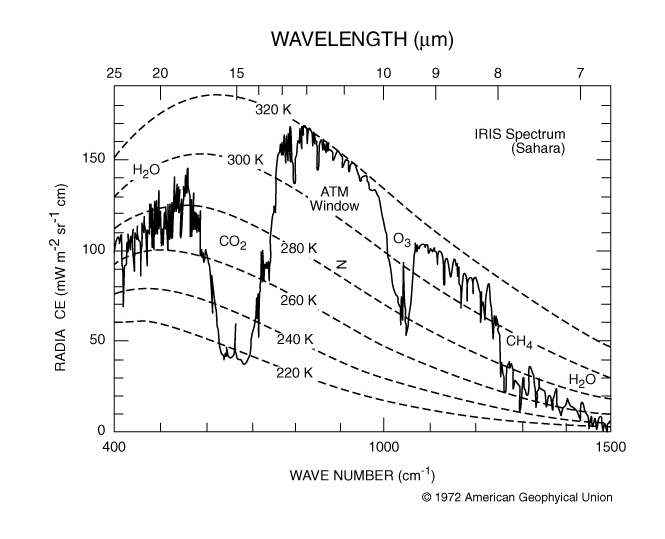 WAVELENGTH (μm)
25 20 15 10 9 8 7
320 K
IRIS Spectrum
(Sahara)
150
H₂O
300 K
ATM
Window
CO₂
O₃
100
280 K
N
260 K
50
240 K
CH₄
220 K
H₂O
0
RADIA CE (mW m⁻² sr⁻¹ cm)
400 1000 1500
WAVE NUMBER (cm⁻¹)
© 1972 American Geophyical Union